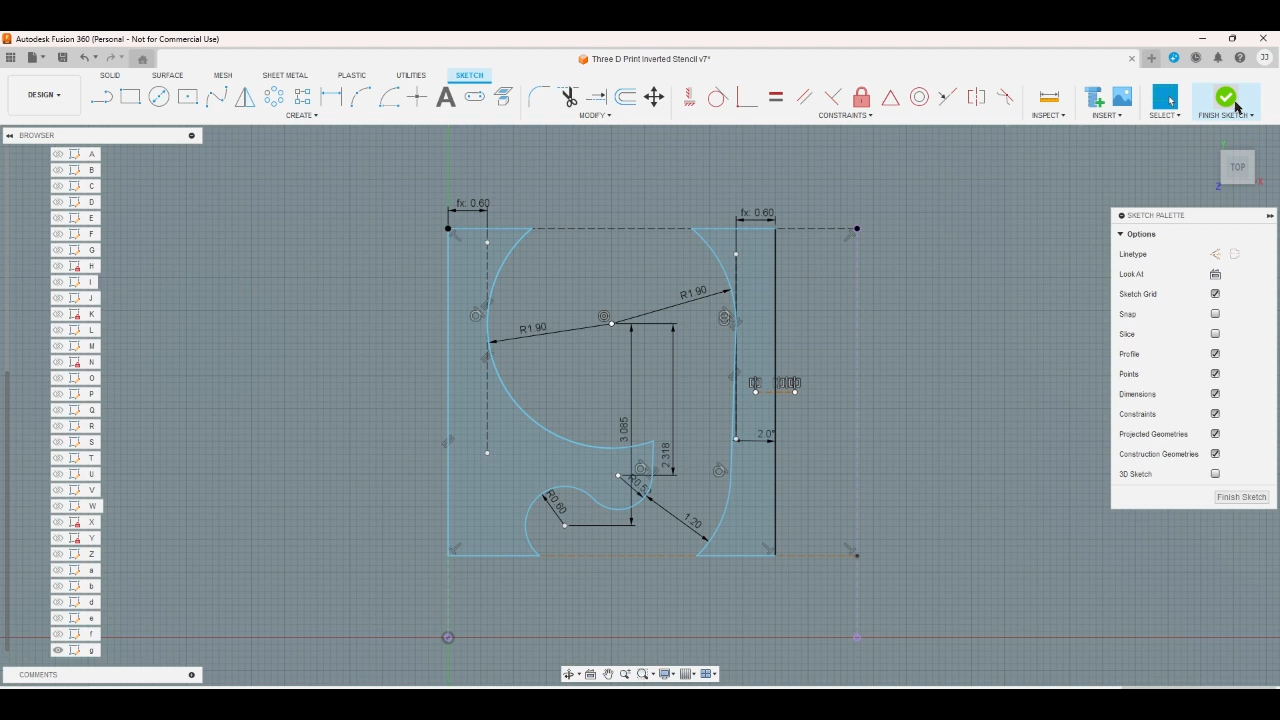 Autodesk Fusion 360 (Personal - Not for Commercial Use)
Three D Print Inverted Stencil v7*
JJ
SOLID SURFACE MESH SHEET METAL PLASTIC UTILITIES SKETCH
DESIGN
CREATE MODIFY CONSTRAINTS INSPECT INSERT SELECT FINISH SKETCH
BROWSER
A
B
C
D
E
F
G
H
I
J
K
L
M
N
O
P
Q
R
S
T
U
V
W
X
Y
Z
a
b
d
e
f
g
COMMENTS
fx: 0.60
fx: 0.60
R1.90
R1.90
3.085
2.318
2.0°
R0.60
1.20
TOP
Y
X
Z
SKETCH PALETTE
Options
Linetype
Look At
Sketch Grid
Snap
Slice
Profile
Points
Dimensions
Constraints
Projected Geometries
Construction Geometries
3D Sketch
Finish Sketch